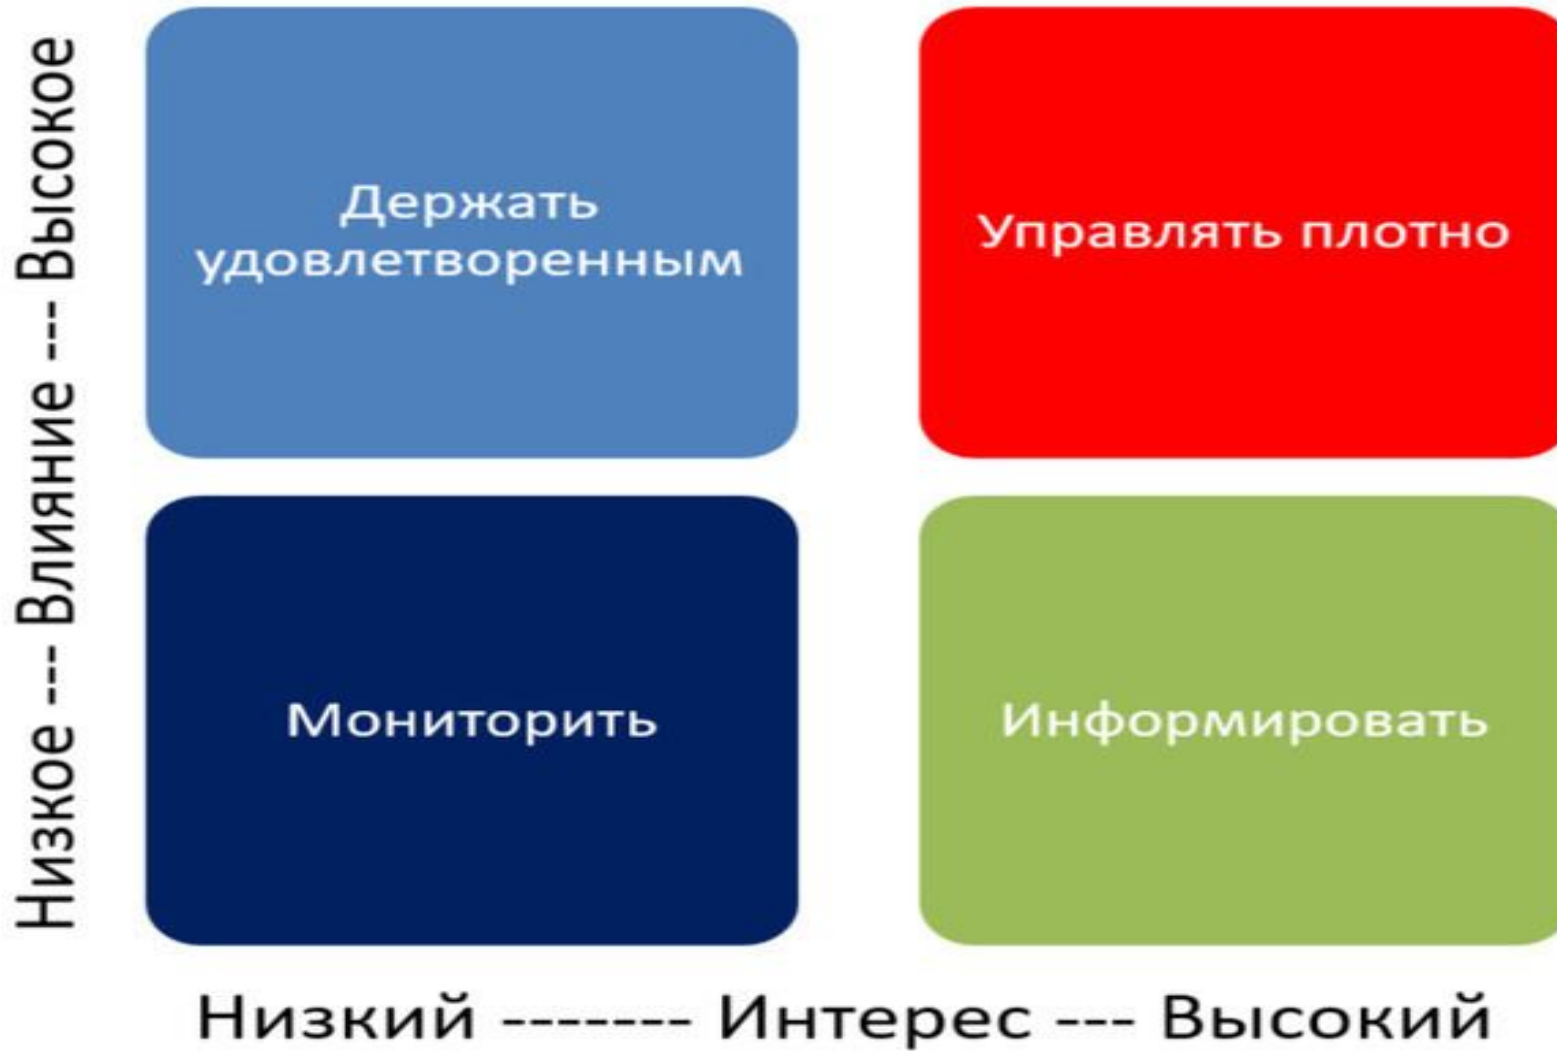 Низкое --- Влияние --- Высокое
Держать
удовлетворенным
Управлять плотно
Мониторить
Информировать
Низкий ------- Интерес --- Высокий